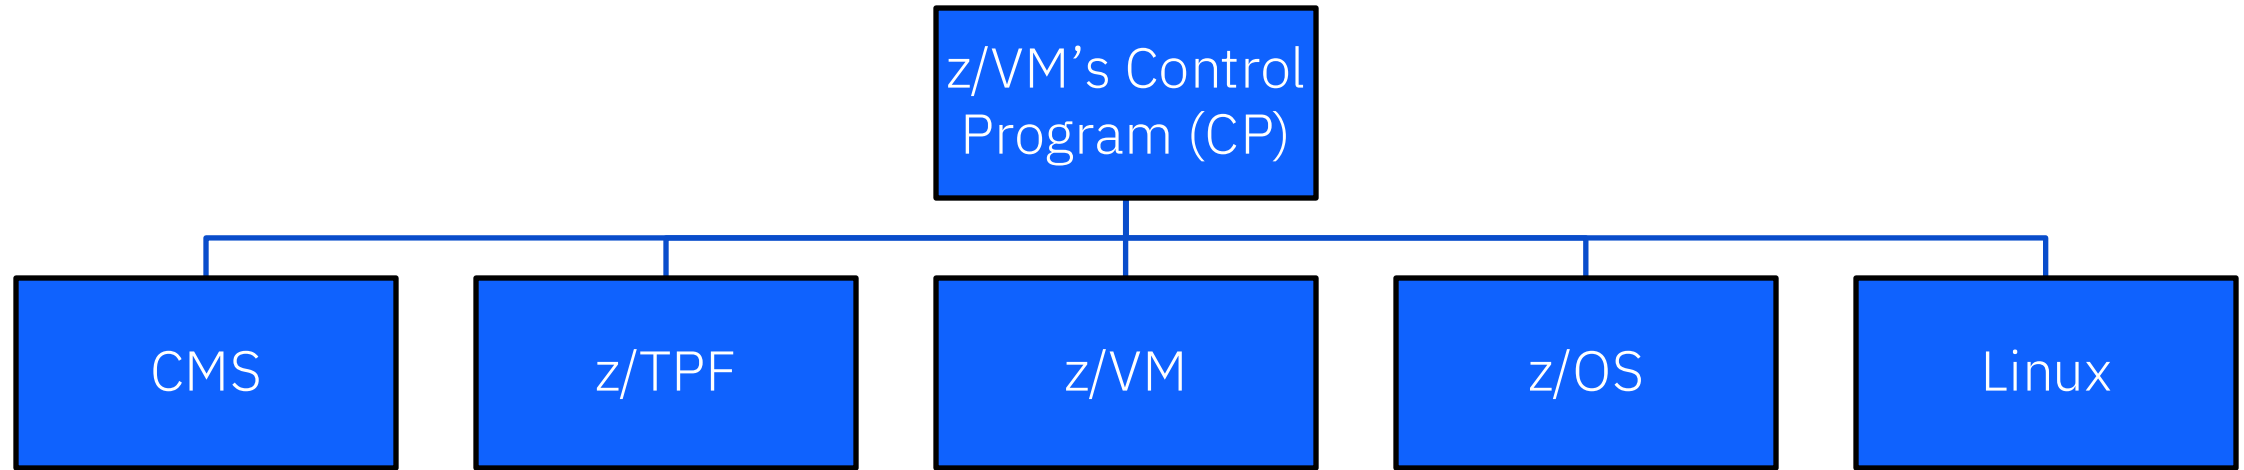 z/VM’s Control
Program (CP)
CMS
z/TPF
z/VM
z/OS
Linux